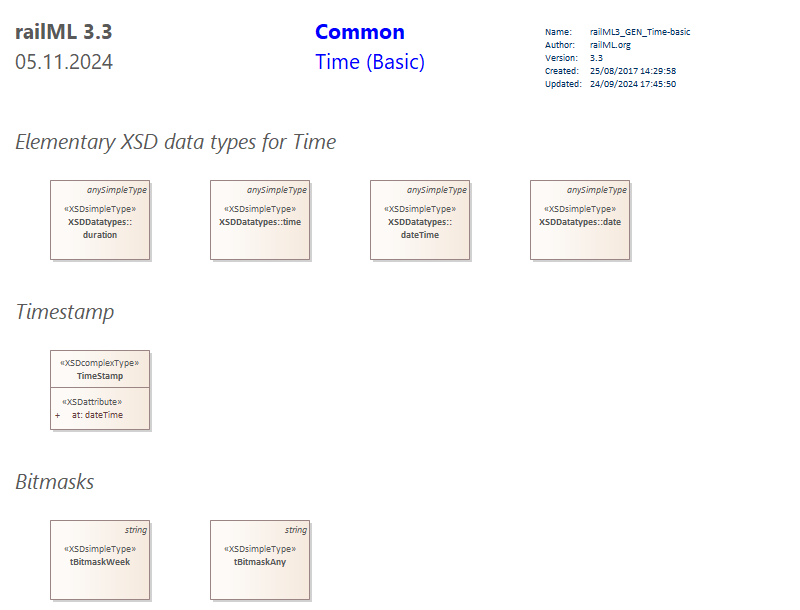 railML 3.3
05.11.2024
Common
Time (Basic)
Name: railML3_GEN_Time-basic
Author: railML.org
Version: 3.3
Created: 25/08/2017 14:29:58
Updated: 24/09/2024 17:45:50
Elementary XSD data types for Time
anySimpleType
«XSDsimpleType»
XSDDatatypes::
duration
anySimpleType
«XSDsimpleType»
XSDDatatypes::time
anySimpleType
«XSDsimpleType»
XSDDatatypes::
dateTime
anySimpleType
«XSDsimpleType»
XSDDatatypes::date
Timestamp
«XSDcomplexType»
TimeStamp
«XSDattribute»
+ at: dateTime
Bitmasks
string
«XSDsimpleType»
tBitmaskWeek
string
«XSDsimpleType»
tBitmaskAny